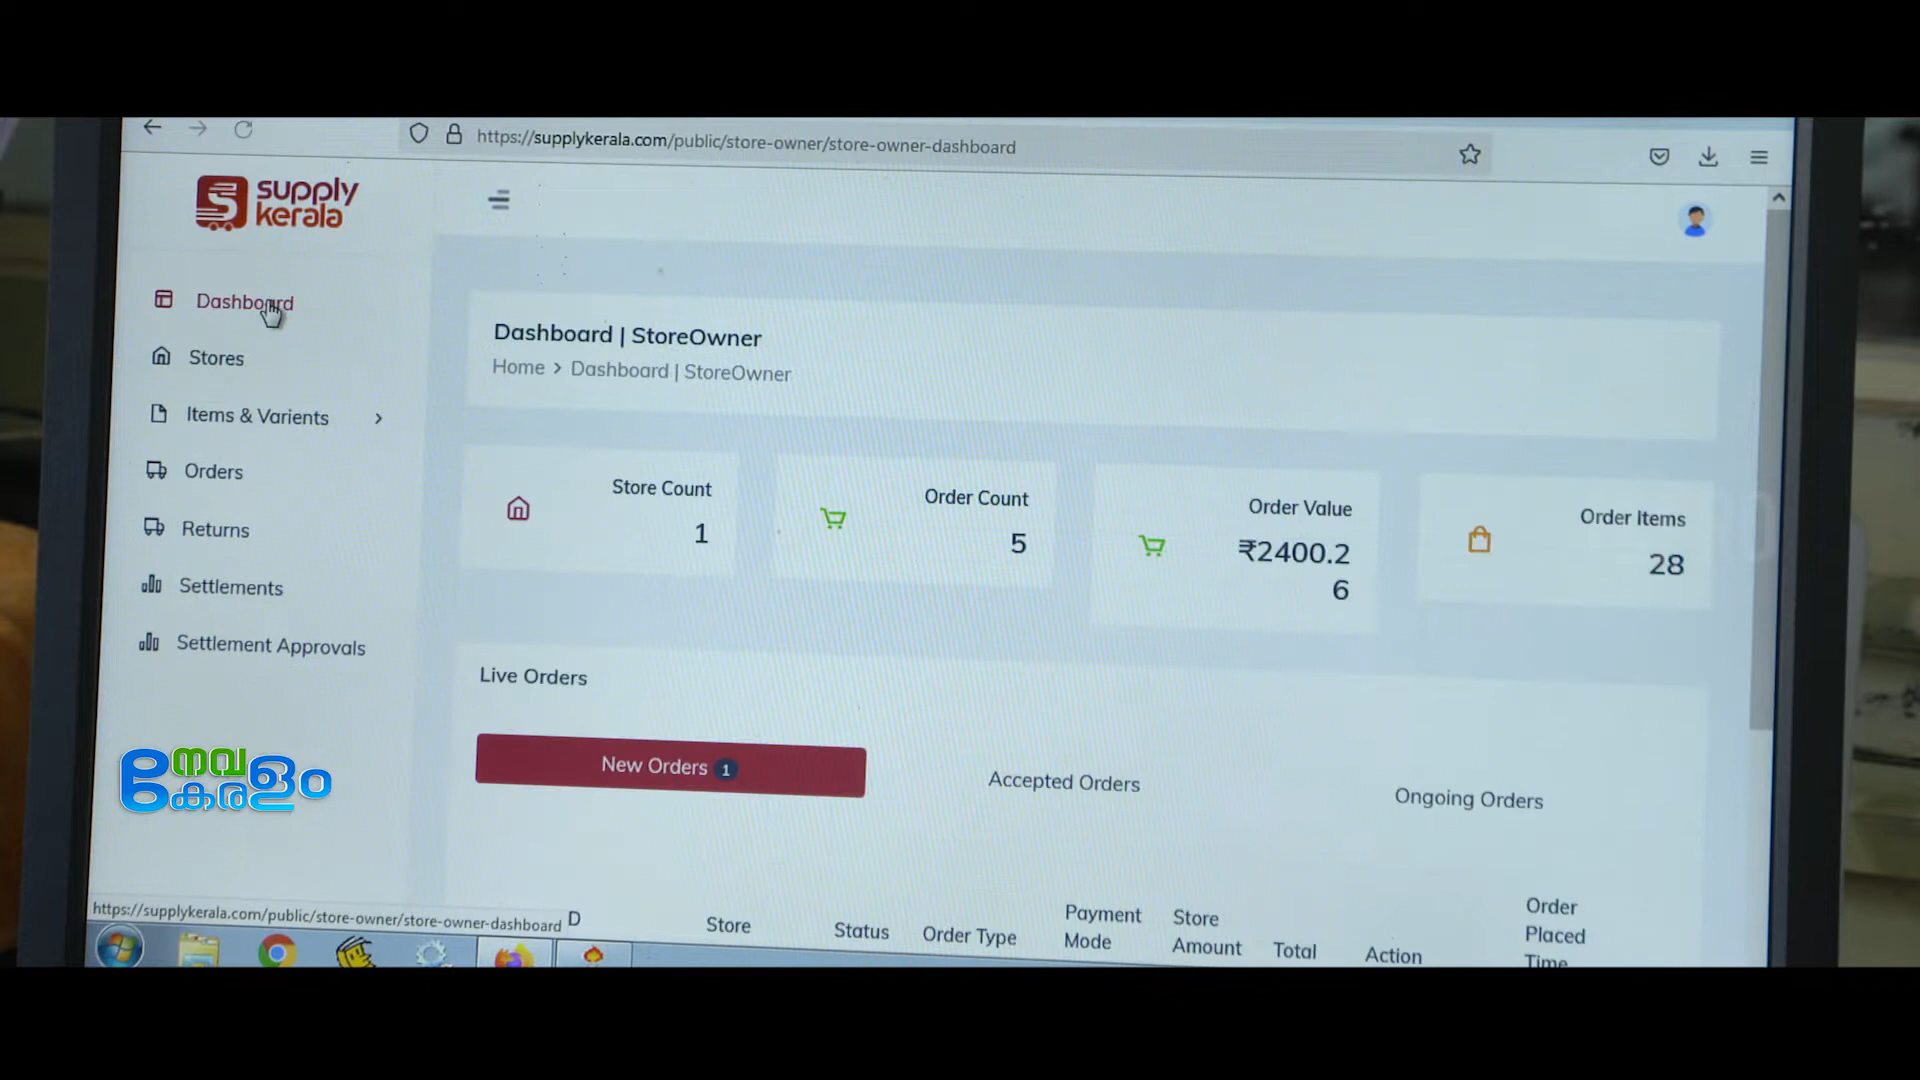 https://supplykerala.com/public/store-owner/store-owner-dashboard
supply
kerala
Dashboard
Stores
Items & Varients
Orders
Returns
Settlements
Settlement Approvals
Dashboard | StoreOwner
Home > Dashboard | StoreOwner
Store Count
1
Order Count
5
Order Value
₹2400.2
6
Order Items
28
Live Orders
New Orders 1
Accepted Orders
Ongoing Orders
D
Store
Status
Order Type
Payment
Mode
Store
Amount
Total
Action
Order
Placed
Time
നവ
കേരളം
https://supplykerala.com/public/store-owner/store-owner-dashboard